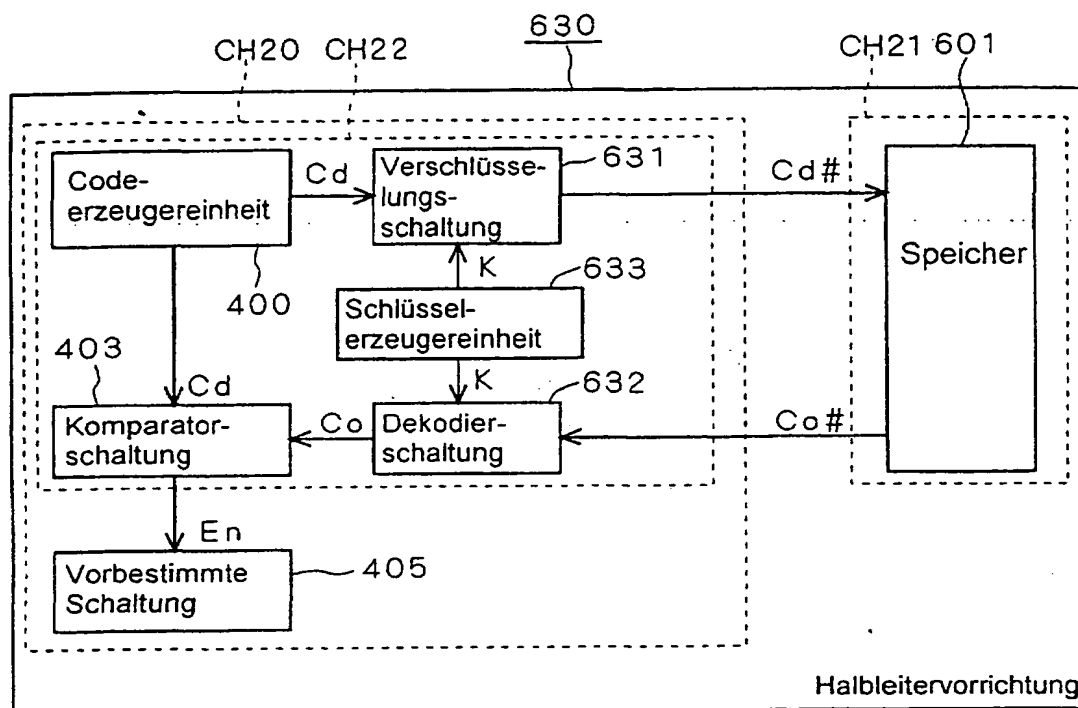 630
CH20
CH22
CH21
601
Code-
erzeugereinheit
Cd
Verschlüsse-
lungs-
schaltung
631
Cd#
Speicher
400
K
633
Schlüssel-
erzeugereinheit
403
Cd
K
632
Komparator-
schaltung
Co
Dekodier-
schaltung
Co#
En
Vorbestimmte
Schaltung
405
Halbleitervorrichtung